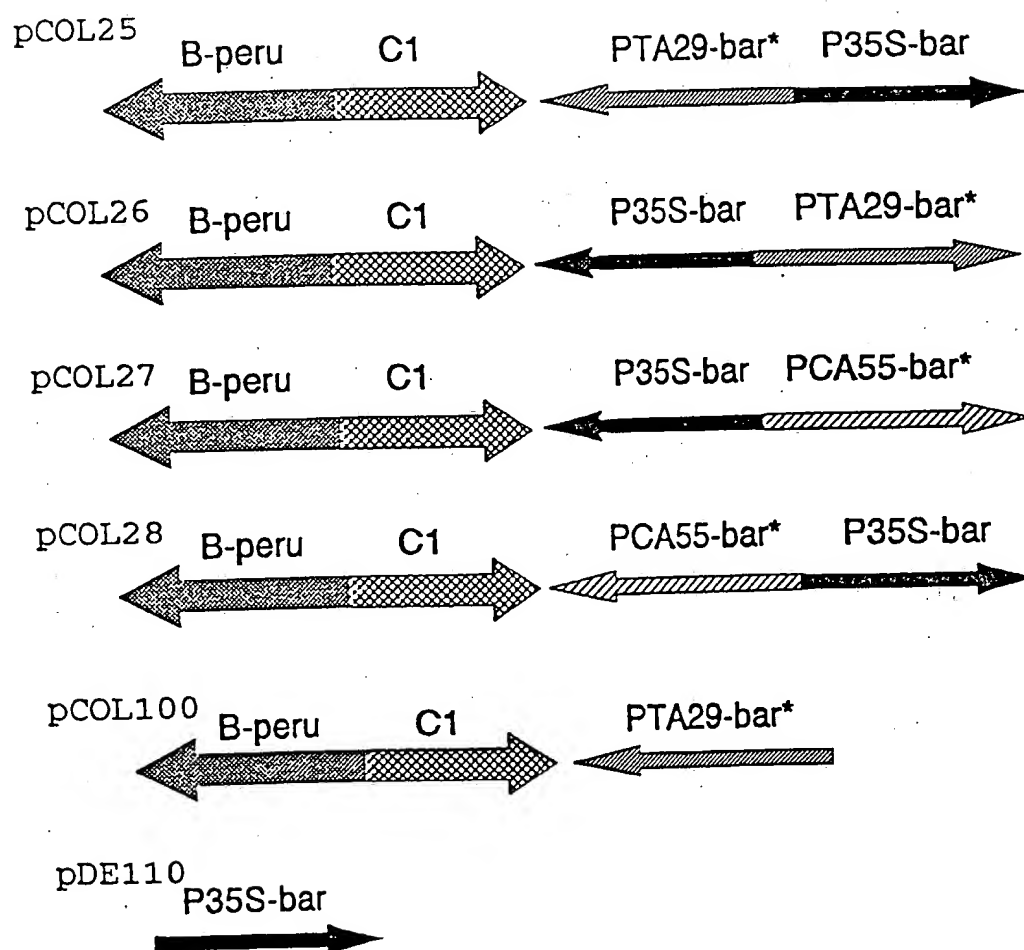 pCOL25
B-peru C1 PTA29-bar* P35S-bar
pCOL26
B-peru C1 P35S-bar PTA29-bar*
pCOL27
B-peru C1 P35S-bar PCA55-bar*
pCOL28
B-peru C1 PCA55-bar* P35S-bar
pCOL100
B-peru C1 PTA29-bar*
pDE110
P35S-bar